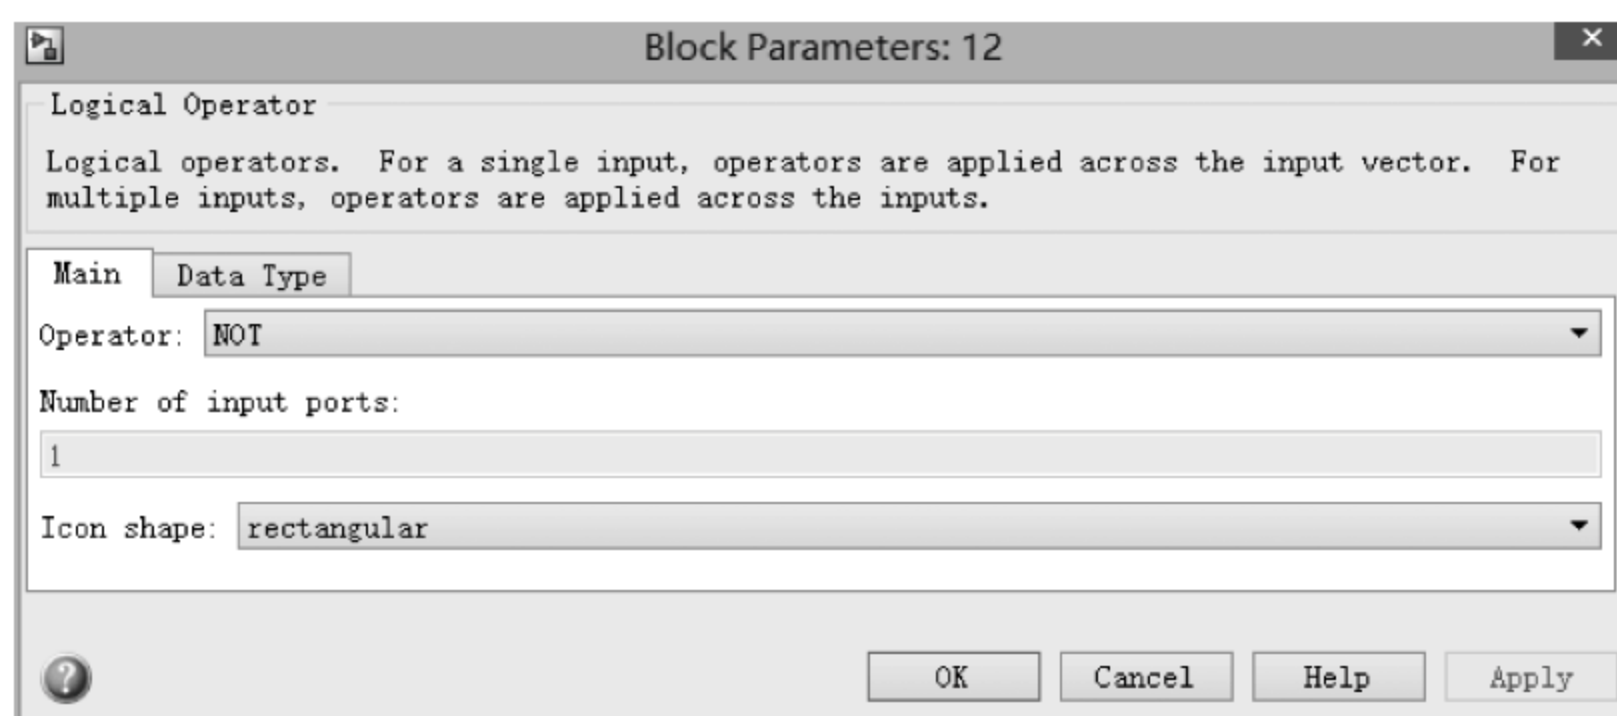 Block Parameters: 12
Logical Operator
Logical operators. For a single input, operators are applied across the input vector. For
multiple inputs, operators are applied across the inputs.
Main Data Type
Operator: NOT
Number of input ports:
1
Icon shape: rectangular
OK Cancel Help Apply